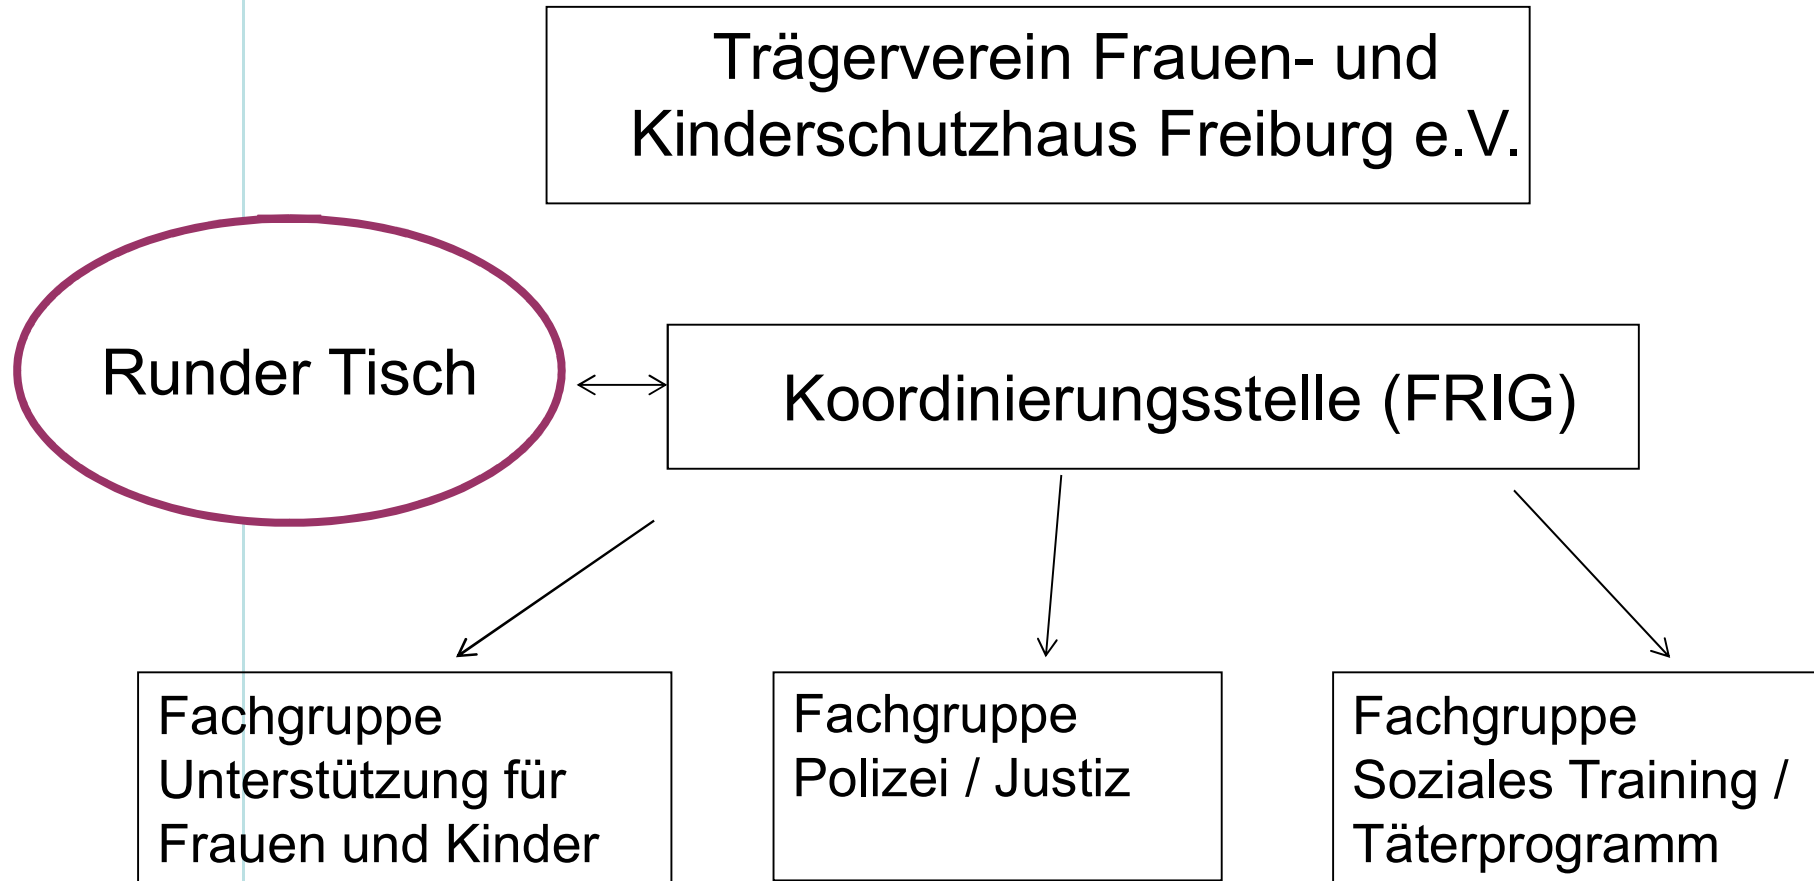 Trägerverein Frauen- und
Kinderschutzhaus Freiburg e.V.
Runder Tisch
Koordinierungsstelle (FRIG)
Fachgruppe
Unterstützung für
Frauen und Kinder
Fachgruppe
Polizei / Justiz
Fachgruppe
Soziales Training /
Täterprogramm